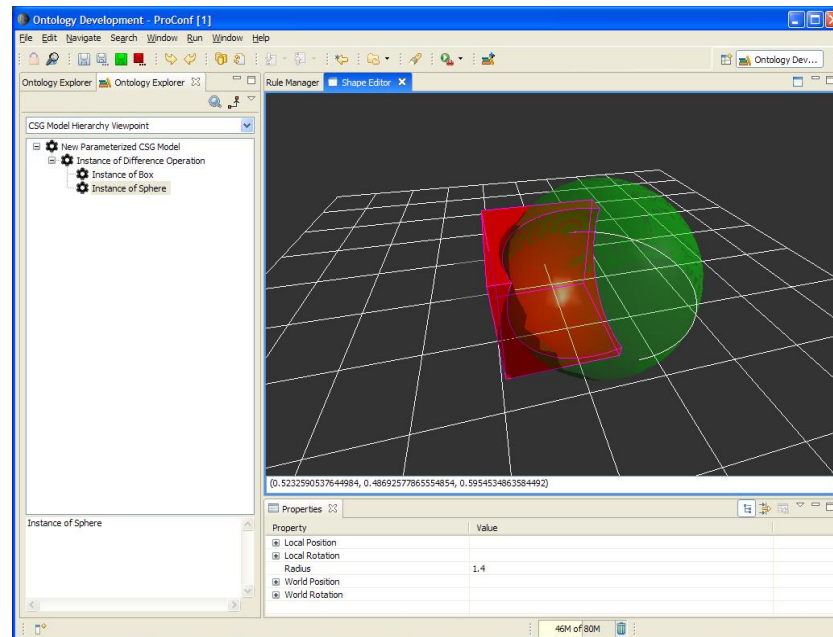 Ontology Development - ProConf [1]
File Edit Navigate Search Window Run Window Help
Ontology Dev...
Ontology Explorer Ontology Explorer
Rule Manager Shape Editor
CSG Model Hierarchy Viewpoint
New Parameterized CSG Model
Instance of Difference Operation
Instance of Box
Instance of Sphere
(0.5232590537644984, 0.48692577865554854, 0.5954534863584492)
Instance of Sphere
Properties
Property Value
Local Position
Local Rotation
Radius 1.4
World Position
World Rotation
46M of 80M